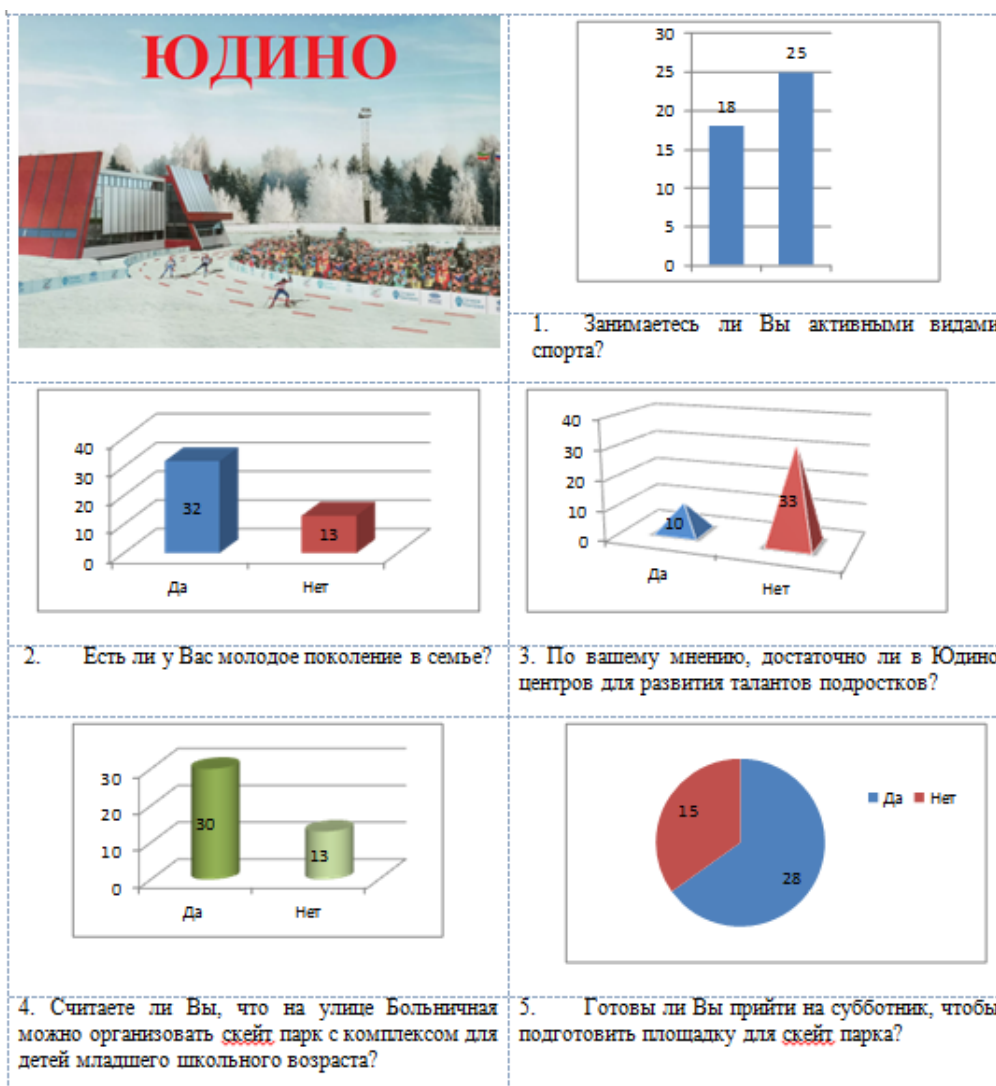 ЮДИНО
30
25
20
15
10
5
0
18
25
1. Занимаетесь ли Вы активными видами
спорта?
40
30
20
10
0
32
13
Да
Нет
2. Есть ли у Вас молодое поколение в семье?
40
30
20
10
0
10
33
Да
Нет
3. По вашему мнению, достаточно ли в Юдино
центров для развития талантов подростков?
30
20
10
0
30
13
Да
Нет
4. Считаете ли Вы, что на улице Больничная
можно организовать скейт парк с комплексом для
детей младшего школьного возраста?
15
28
Да Нет
5. Готовы ли Вы прийти на субботник, чтобы
подготовить площадку для скейт парка?